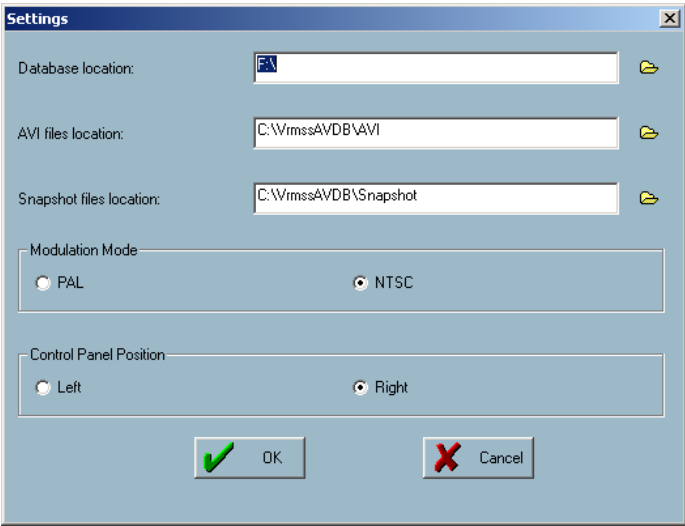 Settings
Database location:
F:\
AVI files location:
C:\VrmssAVDB\AVI
Snapshot files location:
C:\VrmssAVDB\Snapshot
Modulation Mode
PAL
NTSC
Control Panel Position
Left
Right
OK
Cancel